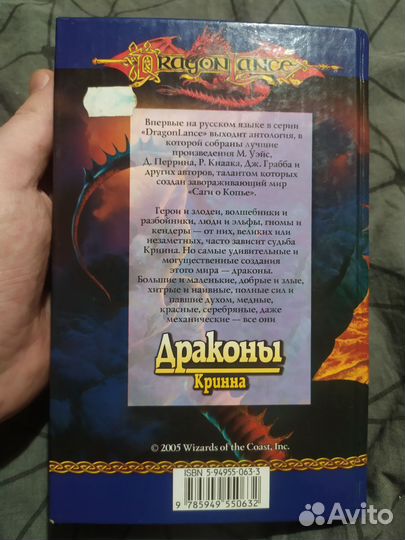 DRAGONLANCE
Впервые на русском языке в серии
«DragonLance» выходит антология, в
которой собраны лучшие
произведения М. Уэйс,
Д. Перрина, Р. Кнаака, Дж. Грабба и
других авторов, талантом которых
создан завораживающий мир
«Саги о Копье».
Герои и злодеи, волшебники и
разбойники, люди и эльфы, гномы и
кендеры — от них, великих или
незаметных, часто зависит судьба
Кринна. Но самые удивительные и
могущественные создания
этого мира — драконы.
Большие и маленькие, добрые и злые,
хитрые и наивные, полные сил и
павшие духом, медные,
красные, серебряные, даже
механические — все они
ДРАКОНЫ
Кринна
© 2005 Wizards of the Coast, Inc.
ISBN 5-94955-063-3
9 785949 550632
Avito